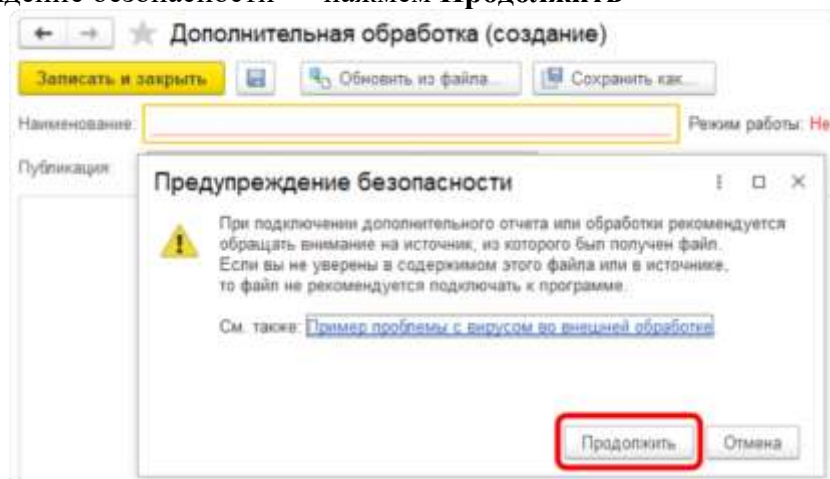 дение безопасности — нажмем Продолжить
Дополнительная обработка (создание)
Записать и закрыть
Обновить из файла...
Сохранить как...
Наименование:
Режим работы: Не
Публикация:
Предупреждение безопасности
При подключении дополнительного отчета или обработки рекомендуется
обращать внимание на источник, из которого был получен файл.
Если вы не уверены в содержимом этого файла или в источнике,
то файл не рекомендуется подключать к программе.
См. также: Пример проблемы с вирусом во внешней обработке
Продолжить
Отмена